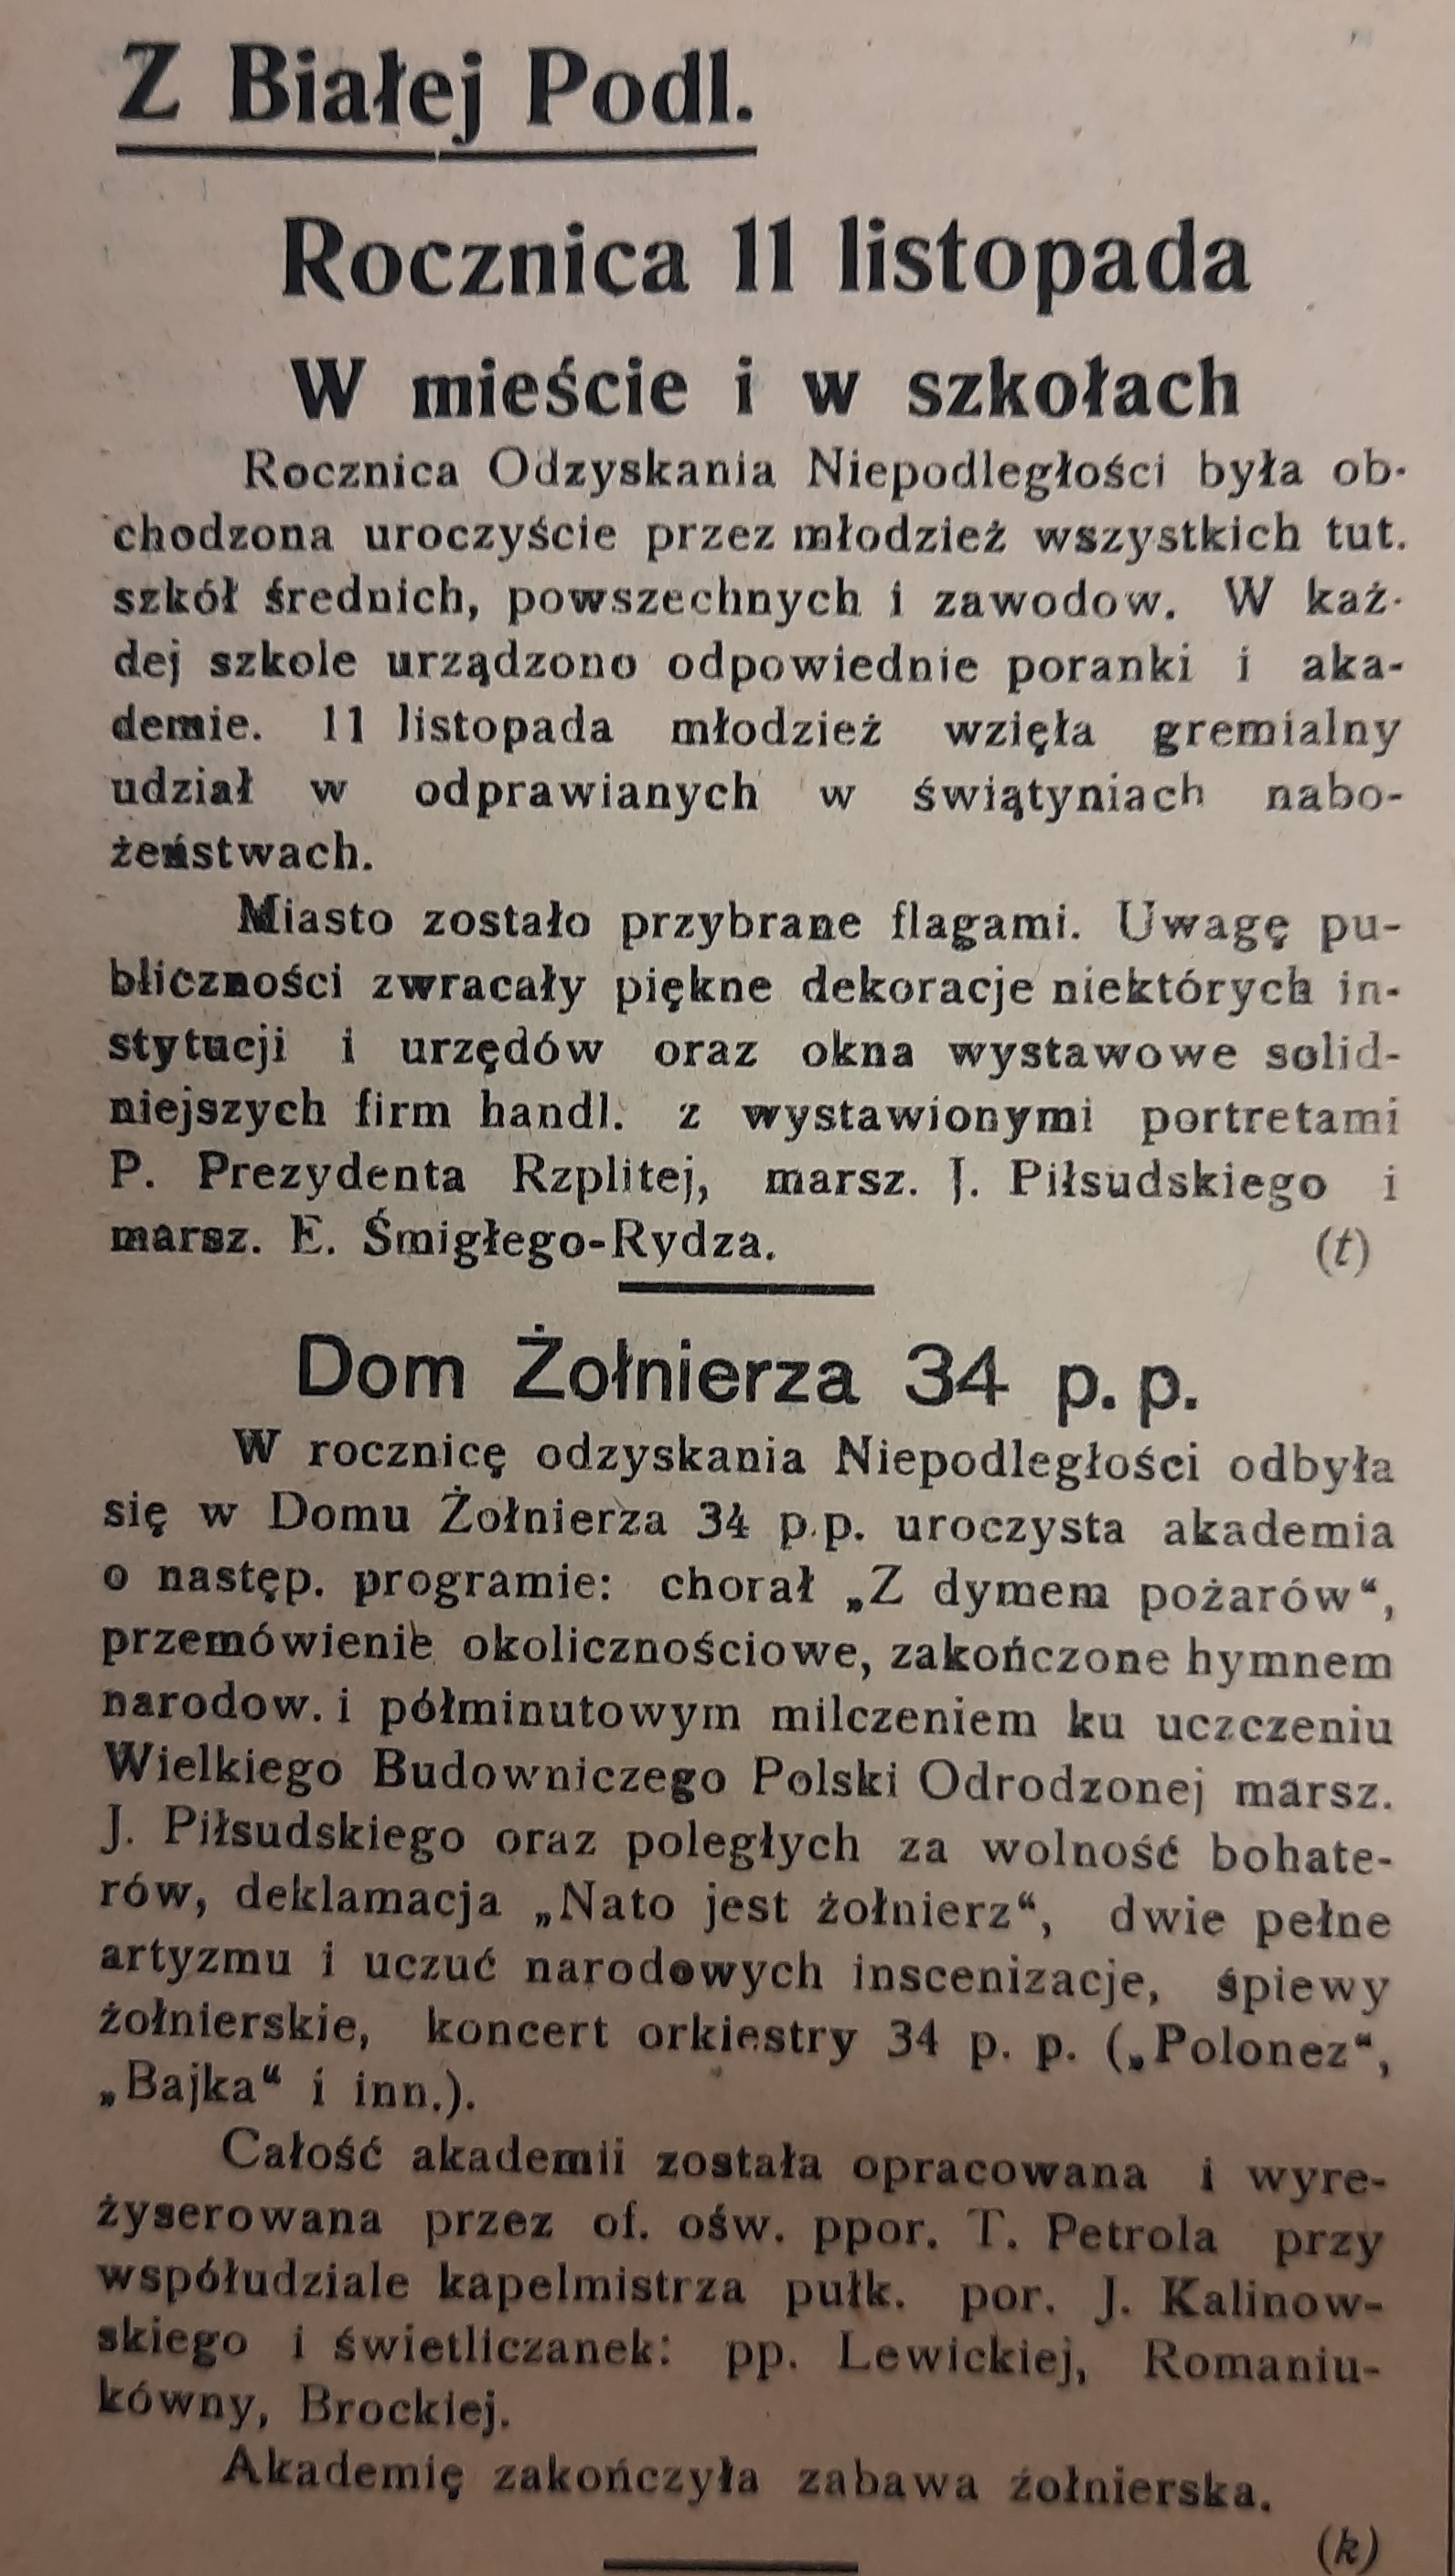 Z Białej Podl.
Rocznica 11 listopada
W mieście i w szkołach
Rocznica Odzyskania Niepodległości była ob-
chodzona uroczyście przez młodzież wszystkich tut.
szkół średnich, powszechnych i zawodow. W każ-
dej szkole urządzono odpowiednie poranki i aka-
demie. 11 listopada młodzież wzięła gremialny
udział w odprawianych w świątyniach nabo-
żeństwach.
Miasto zostało przybrane flagami. Uwagę pu-
bliczności zwracały piękne dekoracje niektórych in-
stytucji i urzędów oraz okna wystawowe solid-
niejszych firm handl. z wystawionymi portretami
P. Prezydenta Rzplitej, marsz. J. Piłsudskiego i
marsz. E. Śmigłego-Rydza. (t)
Dom Żołnierza 34 p. p.
W rocznicę odzyskania Niepodległości odbyła
się w Domu Żołnierza 34 p.p. uroczysta akademia
o następ. programie: chorał „Z dymem pożarów“,
przemówienie okolicznościowe, zakończone hymnem
narodow. i półminutowym milczeniem ku uczczeniu
Wielkiego Budowniczego Polski Odrodzonej marsz.
J. Piłsudskiego oraz poległych za wolność bohate-
rów, deklamacja „Nato jest żołnierz“, dwie pełne
artyzmu i uczuć narodowych inscenizacje, śpiewy
żołnierskie, koncert orkiestry 34 p. p. („Polonez“,
„Bajka“ i inn.).
Całość akademii została opracowana i wyre-
żyserowana przez of. ośw. ppor. T. Petrola przy
współudziale kapelmistrza pułk. por. J. Kalinow-
skiego i świetliczanek: pp. Lewickiej, Romaniu-
kówny, Brockiej.
Akademię zakończyła zabawa żołnierska.
(k)